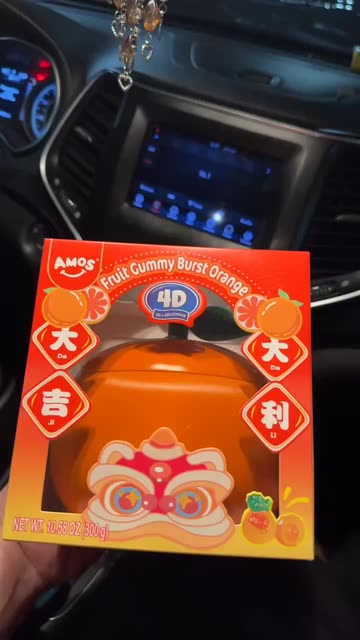 AMOS
Fruit Gummy Burst Orange
4D
大
Da
大
Da
吉
Ji
利
Li
NET WT. 10.58 OZ (300g)